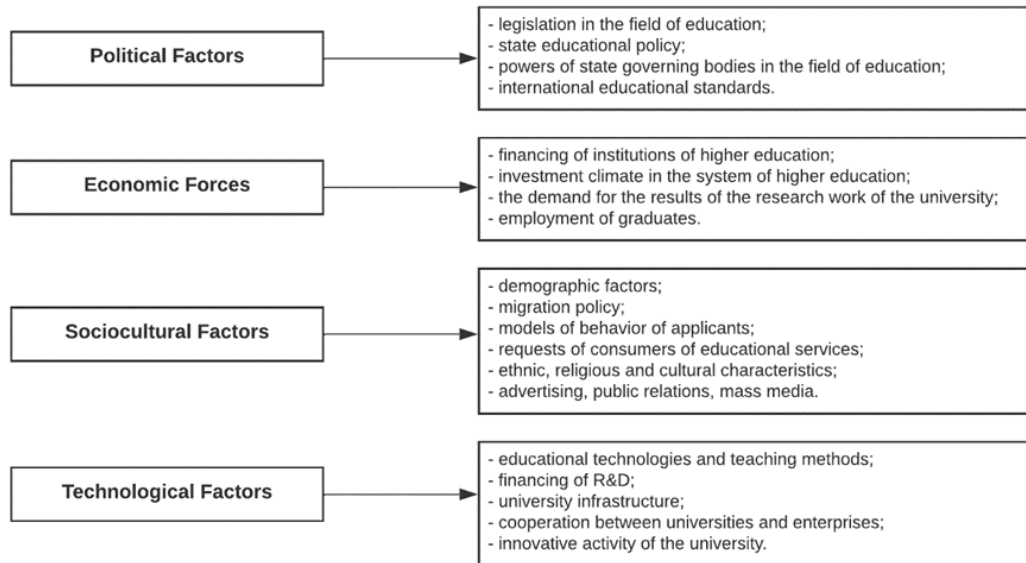 Political Factors
- legislation in the field of education;
- state educational policy;
- powers of state governing bodies in the field of education;
- international educational standards.
Economic Forces
- financing of institutions of higher education;
- investment climate in the system of higher education;
- the demand for the results of the research work of the university;
- employment of graduates.
Sociocultural Factors
- demographic factors;
- migration policy;
- models of behavior of applicants;
- requests of consumers of educational services;
- ethnic, religious and cultural characteristics;
- advertising, public relations, mass media.
Technological Factors
- educational technologies and teaching methods;
- financing of R&D;
- university infrastructure;
- cooperation between universities and enterprises;
- innovative activity of the university.